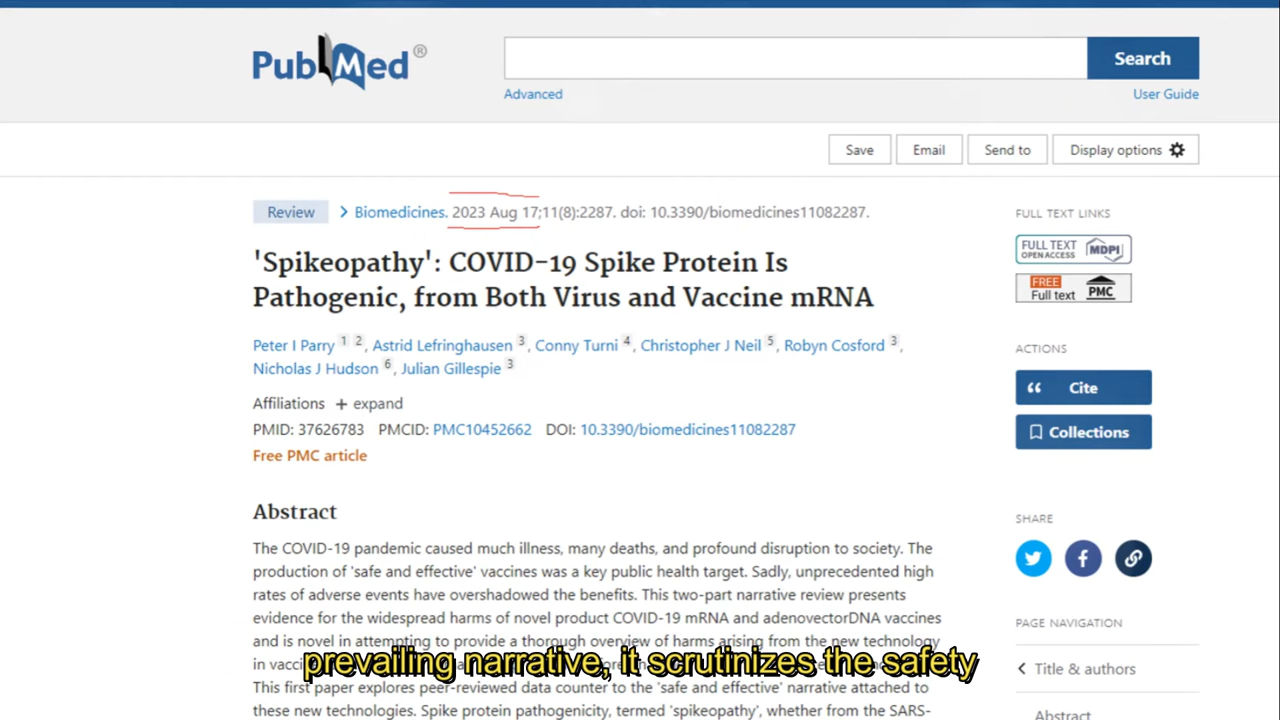 PubMed®
Search
Advanced
User Guide
Save
Email
Send to
Display options
Review
Biomedicines. 2023 Aug 17;11(8):2287. doi: 10.3390/biomedicines11082287.
'Spikeopathy': COVID-19 Spike Protein Is
Pathogenic, from Both Virus and Vaccine mRNA
Peter I Parry 1 2, Astrid Lefringhausen 3, Conny Turni 4, Christopher J Neil 5, Robyn Cosford 3,
Nicholas J Hudson 6, Julian Gillespie 3
Affiliations + expand
PMID: 37626783 PMCID: PMC10452662 DOI: 10.3390/biomedicines11082287
Free PMC article
Abstract
The COVID-19 pandemic caused much illness, many deaths, and profound disruption to society. The
production of 'safe and effective' vaccines was a key public health target. Sadly, unprecedented high
rates of adverse events have overshadowed the benefits. This two-part narrative review presents
evidence for the widespread harms of novel product COVID-19 mRNA and adenovectorDNA vaccines
and is novel in attempting to provide a thorough overview of harms arising from the new technology
in
prevailing narrative, it scrutinizes the safety
This first paper explores peer-reviewed data counter to the 'safe and effective' narrative attached to
these new technologies. Spike protein pathogenicity, termed 'spikeopathy', whether from the SARS-
FULL TEXT LINKS
FULL TEXT
OPEN ACCESS
MDPI
FREE
Full text
PMC
ACTIONS
Cite
Collections
SHARE
PAGE NAVIGATION
Title & authors
Abstract